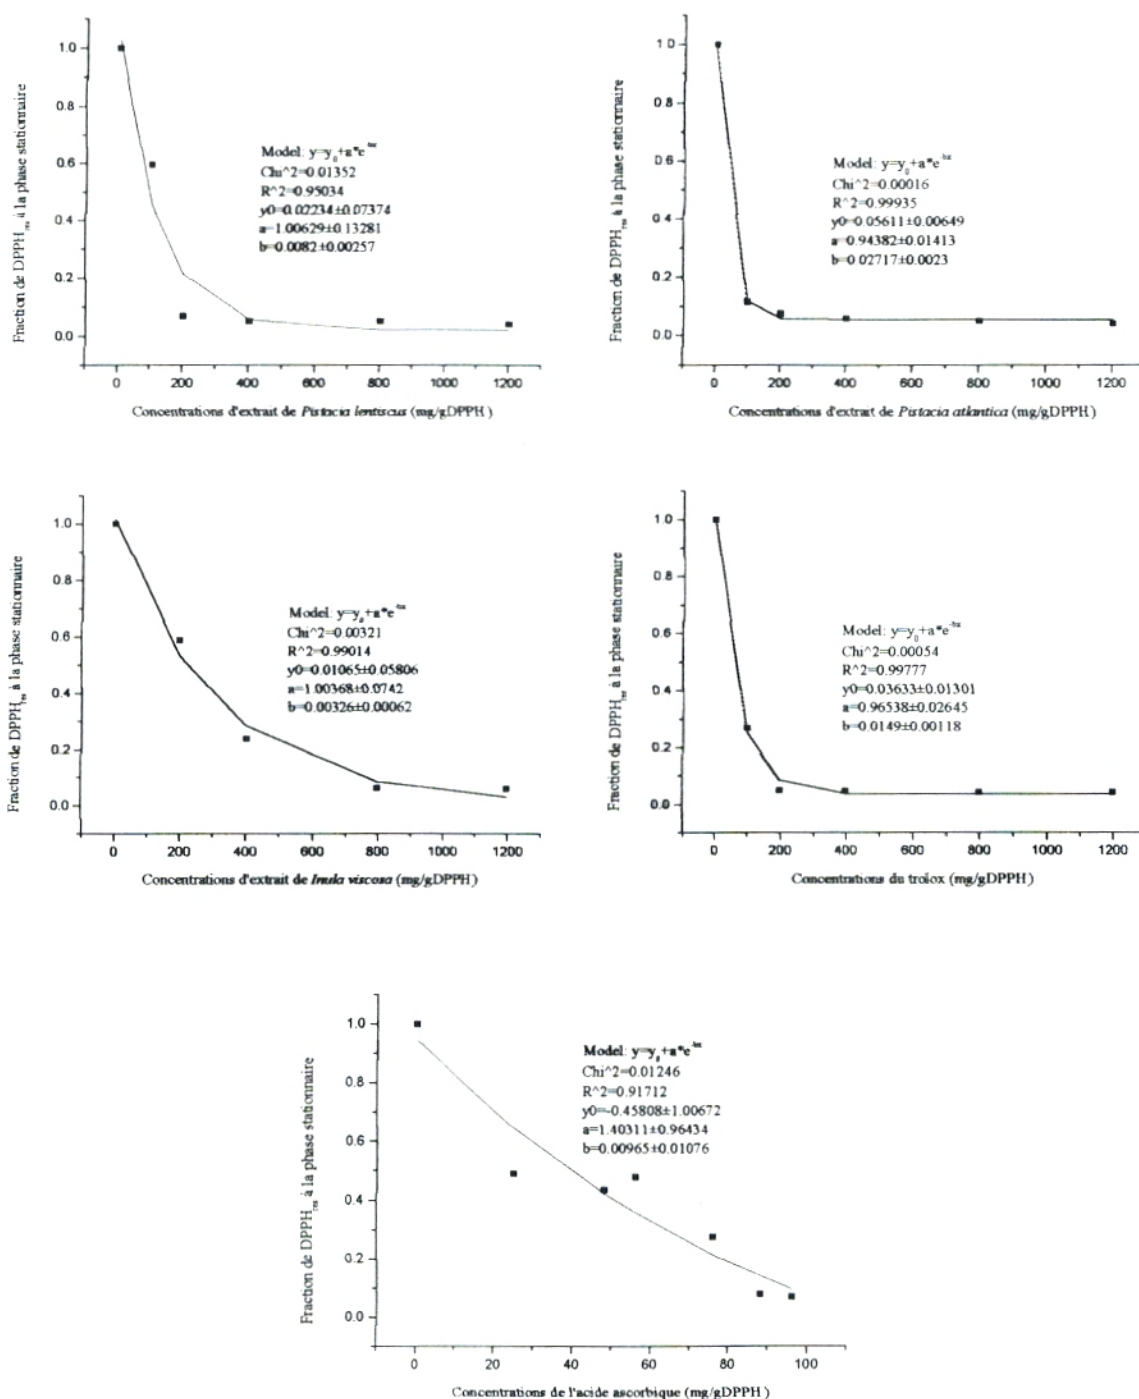 Fraction de DPPHres à la phase stationnaire
1.0
0.8
0.6
0.4
0.2
0.0
Model: y=y0+a*e^-bx
Chi^2=0.01352
R^2=0.95034
y0=0.02234±0.07374
a=1.00629±0.13281
b=0.0082±0.00257
0 200 400 600 800 1000 1200
Concentrations d'extrait de Pistacia lentiscus (mg/gDPPH)
Fraction de DPPHres à la phase stationnaire
1.0
0.8
0.6
0.4
0.2
0.0
Model: y=y0+a*e^-bx
Chi^2=0.00016
R^2=0.99935
y0=0.05611±0.00649
a=0.94382±0.01413
b=0.02717±0.0023
0 200 400 600 800 1000 1200
Concentrations d'extrait de Pistacia atlantica (mg/gDPPH)
Fraction de DPPHres à la phase stationnaire
1.0
0.8
0.6
0.4
0.2
0.0
Model: y=y0+a*e^-bx
Chi^2=0.00321
R^2=0.99014
y0=0.01065±0.05806
a=1.00368±0.0742
b=0.00326±0.00062
0 200 400 600 800 1000 1200
Concentrations d'extrait de Inula viscosa (mg/gDPPH)
Fraction de DPPHres à la phase stationnaire
1.0
0.8
0.6
0.4
0.2
0.0
Model: y=y0+a*e^-bx
Chi^2=0.00054
R^2=0.99777
y0=0.03633±0.01301
a=0.96538±0.02645
b=0.0149±0.00118
0 200 400 600 800 1000 1200
Concentrations du trolox (mg/gDPPH)
Fraction de DPPHres à la phase stationnaire
1.0
0.8
0.6
0.4
0.2
0.0
Model: y=y0+a*e^-bx
Chi^2=0.01246
R^2=0.91712
y0=-0.45808±1.00672
a=1.40311±0.96434
b=0.00965±0.01076
0 20 40 60 80 100
Concentrations de l'acide ascorbique (mg/gDPPH)